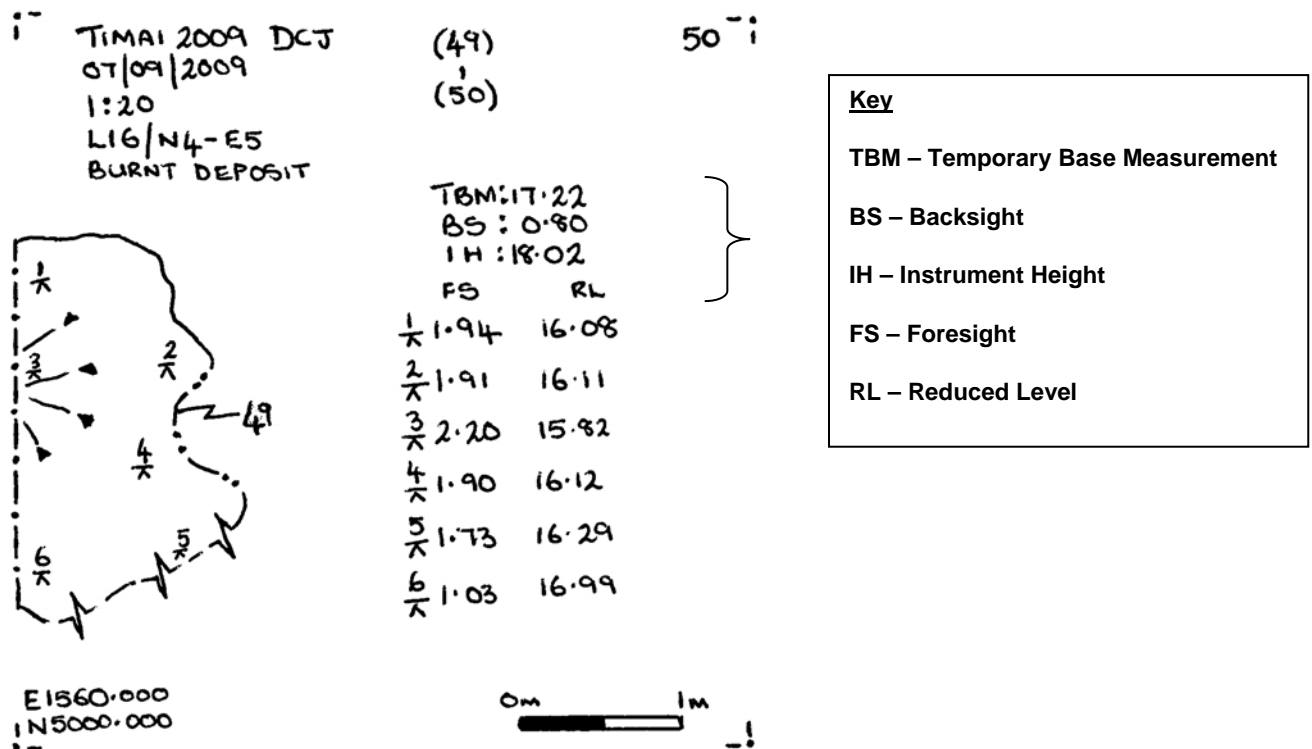 TIMAI 2009 DCJ
07/09/2009
1:20
L16/N4-E5
BURNT DEPOSIT
(49)
(50)
50
TBM:17.22
BS: 0.80
IH:18.02
FS RL
1 1.94 16.08
2 1.91 16.11
3 2.20 15.82
4 1.90 16.12
5 1.73 16.29
6 1.03 16.99
1
2
3
49
4
5
6
E1560.000
N5000.000
0m 1m
Key
TBM – Temporary Base Measurement
BS – Backsight
IH – Instrument Height
FS – Foresight
RL – Reduced Level